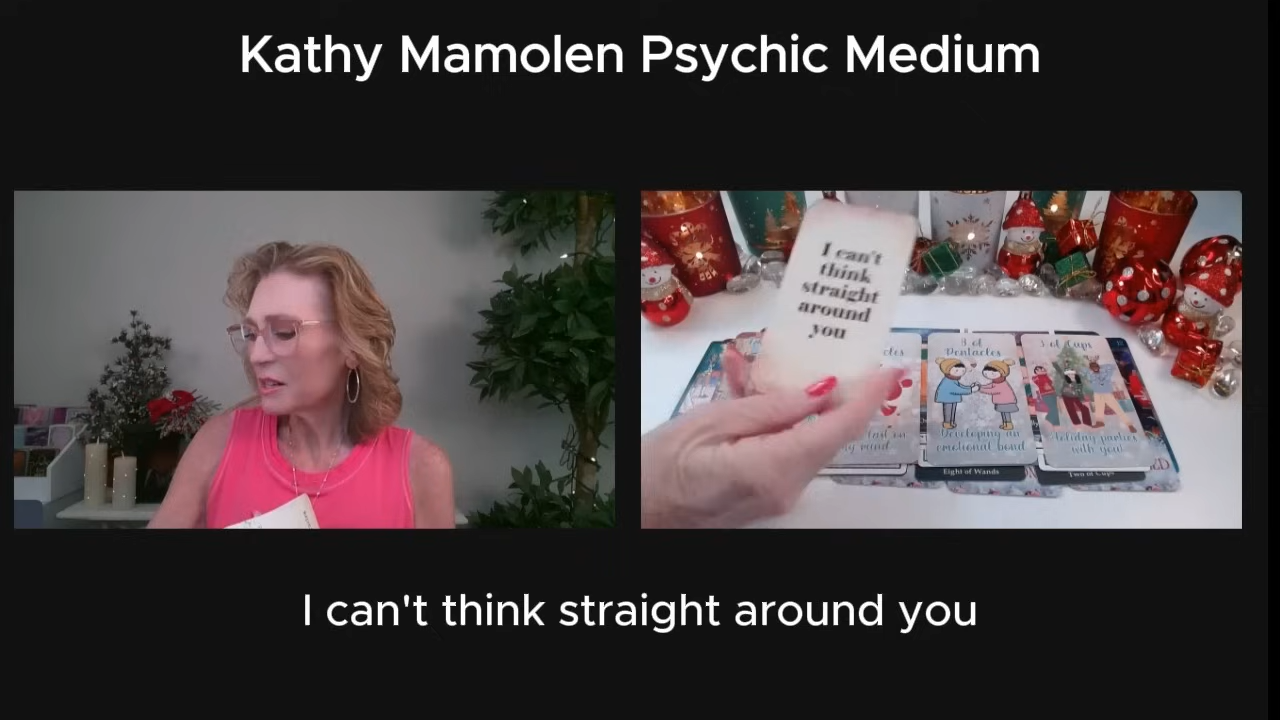 Kathy Mamolen Psychic Medium
I can't
think
straight
around
you
3 of
Pentacles
Developing an
emotional bond
Eight of Wands
3 of Cups
Holiday parties
with you!
Two of Cups
I can't think straight around you